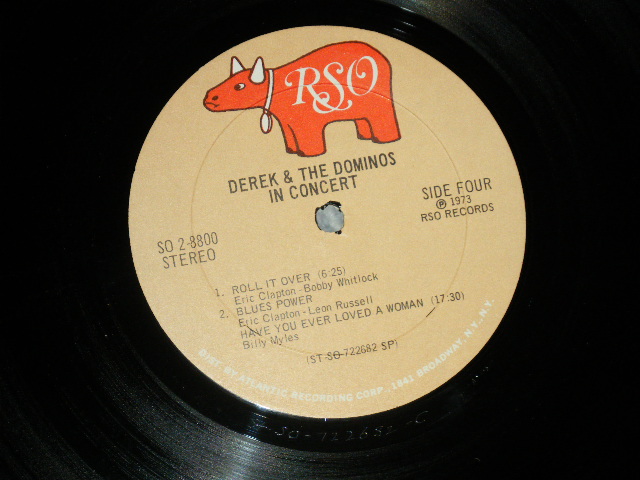 RSO
DEREK & THE DOMINOS
IN CONCERT
SO 2-8800
STEREO
SIDE FOUR
℗ 1973
RSO RECORDS
1. ROLL IT OVER (6:25)
Eric Clapton-Bobby Whitlock
2. BLUES POWER
Eric Clapton-Leon Russell
HAVE YOU EVER LOVED A WOMAN (17:30)
Billy Myles
(ST-SO-722682 SP)
DIST. BY ATLANTIC RECORDING CORP., 1841 BROADWAY, N.Y., N.Y.
SO-722682-C